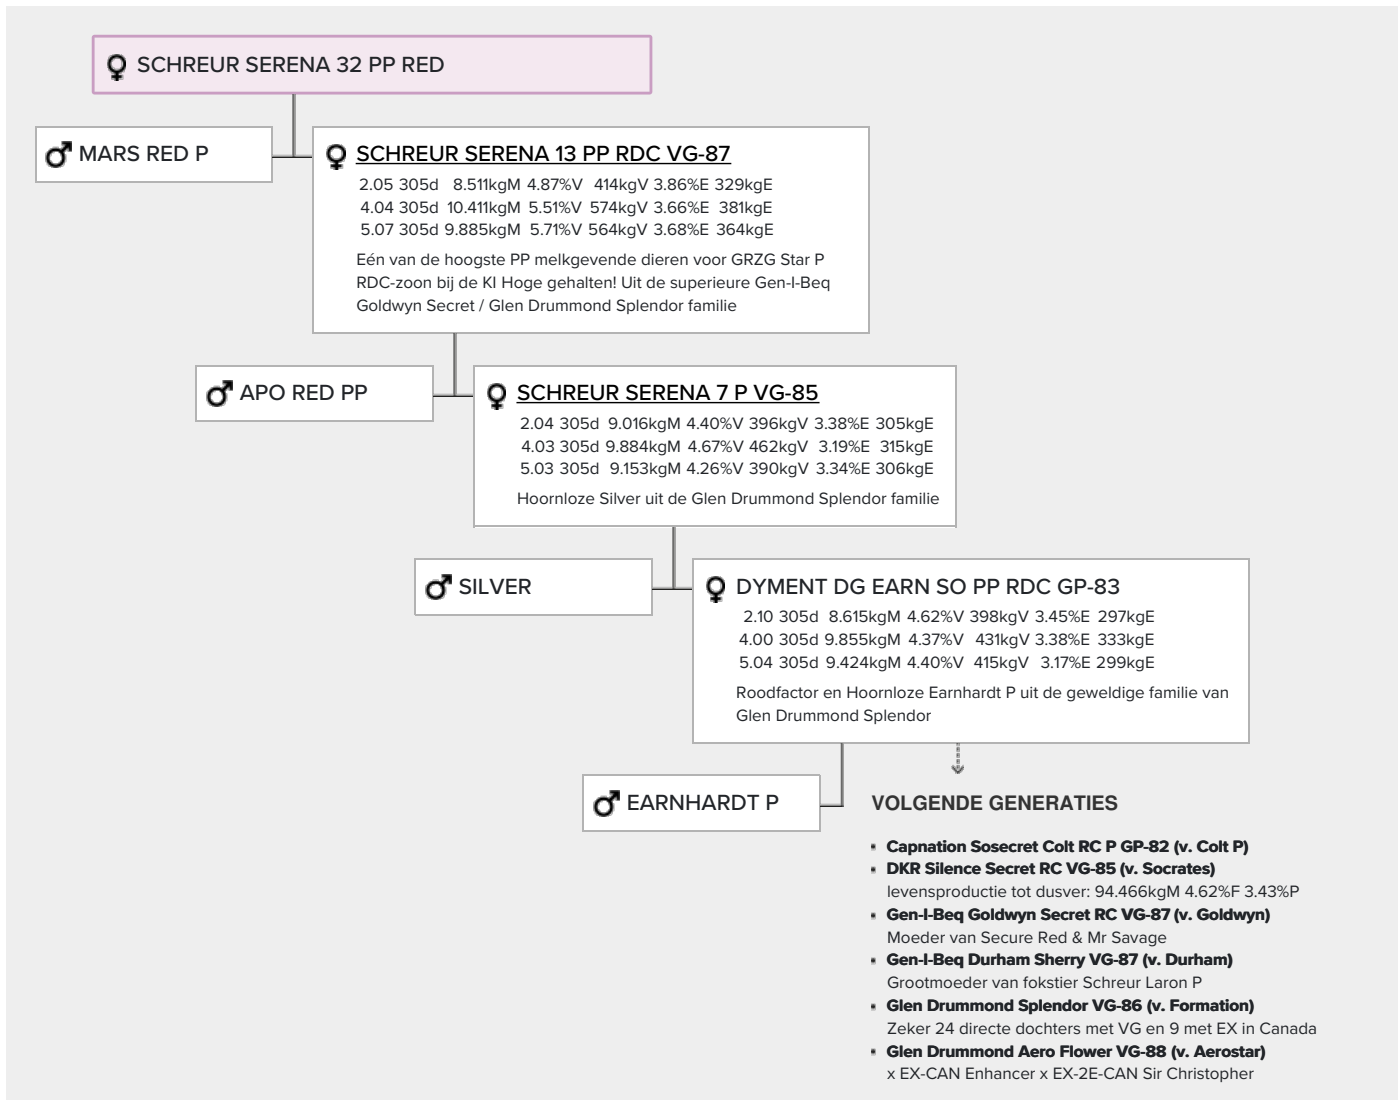 SCHREUR SERENA 32 PP RED
MARS RED P
SCHREUR SERENA 13 PP RDC VG-87
2.05 305d 8.511kgM 4.87%V 414kgV 3.86%E 329kgE
4.04 305d 10.411kgM 5.51%V 574kgV 3.66%E 381kgE
5.07 305d 9.885kgM 5.71%V 564kgV 3.68%E 364kgE
Eén van de hoogste PP melkgevende dieren voor GRZG Star P
RDC-zoon bij de KI Hoge gehalten! Uit de superieure Gen-I-Beq
Goldwyn Secret / Glen Drummond Splendor familie
APO RED PP
SCHREUR SERENA 7 P VG-85
2.04 305d 9.016kgM 4.40%V 396kgV 3.38%E 305kgE
4.03 305d 9.884kgM 4.67%V 462kgV 3.19%E 315kgE
5.03 305d 9.153kgM 4.26%V 390kgV 3.34%E 306kgE
Hoornloze Silver uit de Glen Drummond Splendor familie
SILVER
DYMENT DG EARN SO PP RDC GP-83
2.10 305d 8.615kgM 4.62%V 398kgV 3.45%E 297kgE
4.00 305d 9.855kgM 4.37%V 431kgV 3.38%E 333kgE
5.04 305d 9.424kgM 4.40%V 415kgV 3.17%E 299kgE
Roodfactor en Hoornloze Earnhardt P uit de geweldige familie van
Glen Drummond Splendor
EARNHARDT P
VOLGENDE GENERATIES
Capnation Sosecret Colt RC P GP-82 (v. Colt P)
DKR Silence Secret RC VG-85 (v. Socrates)
levensproductie tot dusver: 94.466kgM 4.62%F 3.43%P
Gen-I-Beq Goldwyn Secret RC VG-87 (v. Goldwyn)
Moeder van Secure Red & Mr Savage
Gen-I-Beq Durham Sherry VG-87 (v. Durham)
Grootmoeder van fokstier Schreur Laron P
Glen Drummond Splendor VG-86 (v. Formation)
Zeker 24 directe dochters met VG en 9 met EX in Canada
Glen Drummond Aero Flower VG-88 (v. Aerostar)
x EX-CAN Enhancer x EX-2E-CAN Sir Christopher